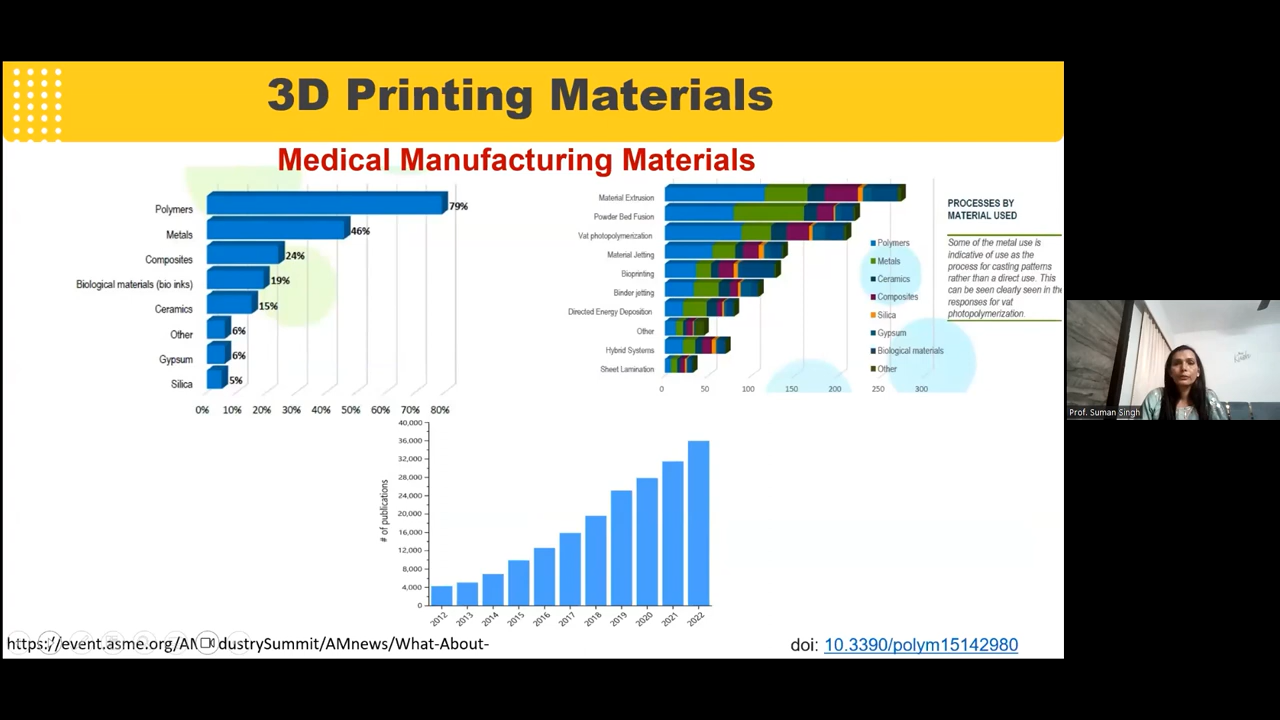 3D Printing Materials
Medical Manufacturing Materials
Polymers 79%
Metals 46%
Composites 24%
Biological materials (bio inks) 19%
Ceramics 15%
Other 6%
Gypsum 6%
Silica 5%
0% 10% 20% 30% 40% 50% 60% 70% 80%
Material Extrusion
Powder Bed Fusion
Vat photopolymerization
Material Jetting
Bioprinting
Binder jetting
Directed Energy Deposition
Other
Hybrid Systems
Sheet Lamination
0 50 100 150 200 250 300
Polymers
Metals
Ceramics
Composites
Silica
Gypsum
Biological materials
Other
PROCESSES BY
MATERIAL USED
Some of the metal use is
indicative of use as the
process for casting patterns
rather than a direct use. This
can be seen clearly seen in the
responses for vat
photopolymerization.
Prof. Suman Singh
# of publications
40,000
36,000
32,000
28,000
24,000
20,000
16,000
12,000
8,000
4,000
0
2012 2013 2014 2015 2016 2017 2018 2019 2020 2021 2022
https://event.asme.org/AM dustrySummit/AMnews/What-About-
doi: 10.3390/polym15142980